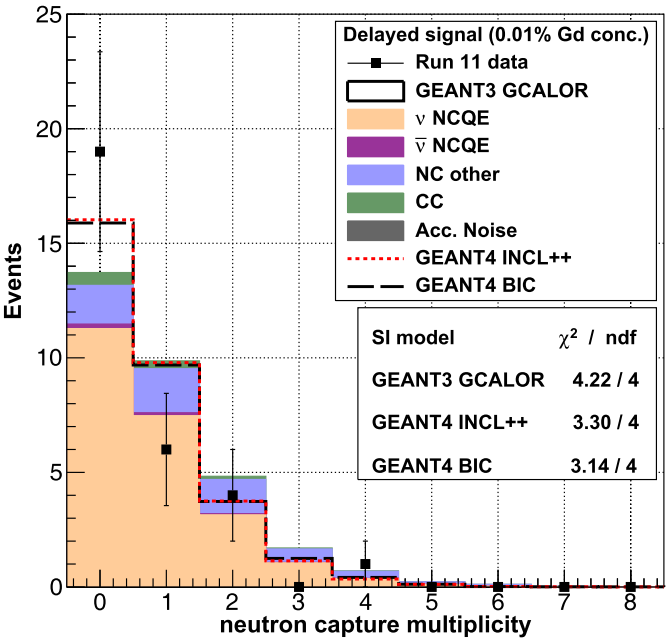 25
20
15
10
5
0
Events
Delayed signal (0.01% Gd conc.)
Run 11 data
GEANT3 GCALOR
ν NCQE
ν̅ NCQE
NC other
CC
Acc. Noise
GEANT4 INCL++
GEANT4 BIC
SI model χ² / ndf
GEANT3 GCALOR 4.22 / 4
GEANT4 INCL++ 3.30 / 4
GEANT4 BIC 3.14 / 4
0 1 2 3 4 5 6 7 8
neutron capture multiplicity